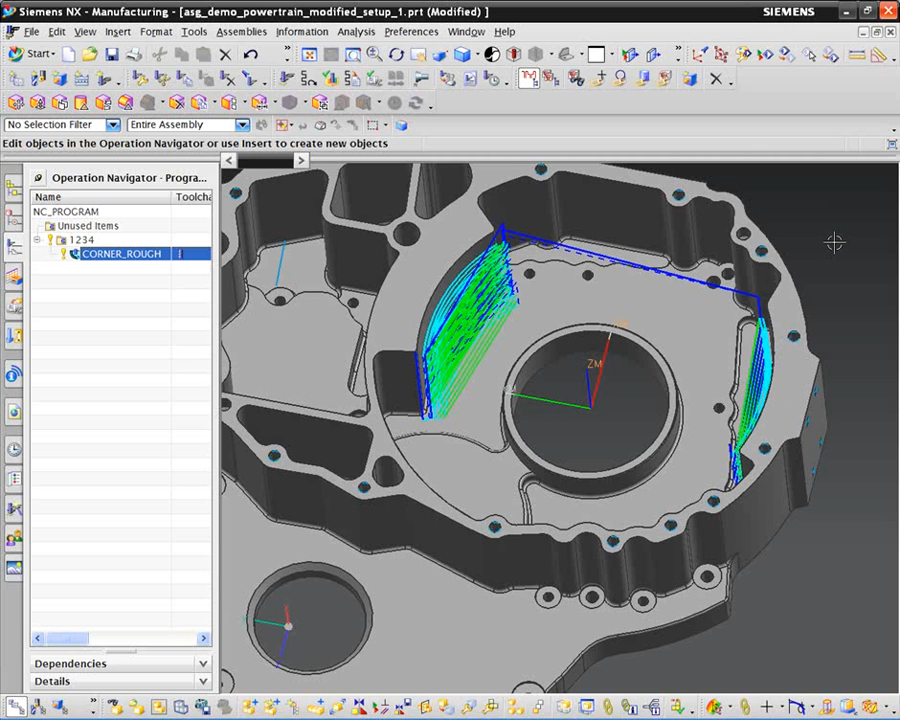 Siemens NX - Manufacturing - [asg_demo_powertrain_modified_setup_1.prt (Modified) ]
SIEMENS
File Edit View Insert Format Tools Assemblies Information Analysis Preferences Window Help
Start
No Selection Filter Entire Assembly
Edit objects in the Operation Navigator or use Insert to create new objects
Operation Navigator - Progra...
Name Toolcha
NC_PROGRAM
Unused Items
1234
CORNER_ROUGH
ZM
Dependencies
Details